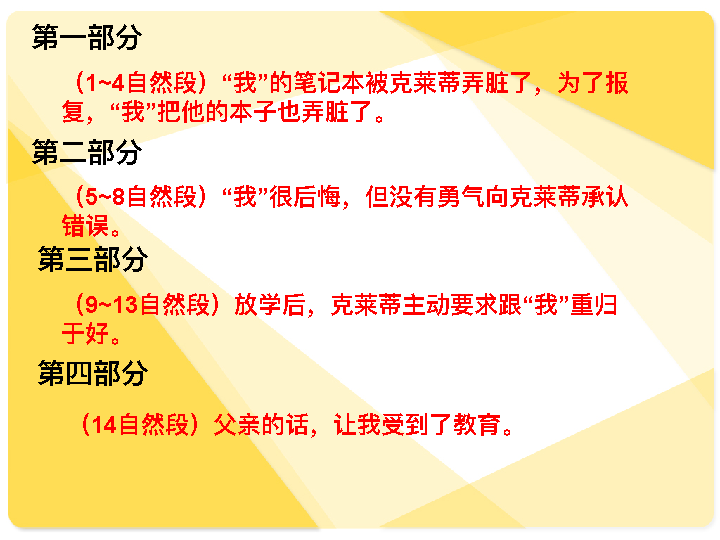 第一部分
（1~4自然段）“我”的笔记本被克莱蒂弄脏了，为了报
复，“我”把他的本子也弄脏了。
第二部分
（5~8自然段）“我”很后悔，但没有勇气向克莱蒂承认
错误。
第三部分
（9~13自然段）放学后，克莱蒂主动要求跟“我”重归
于好。
第四部分
（14自然段）父亲的话，让我受到了教育。